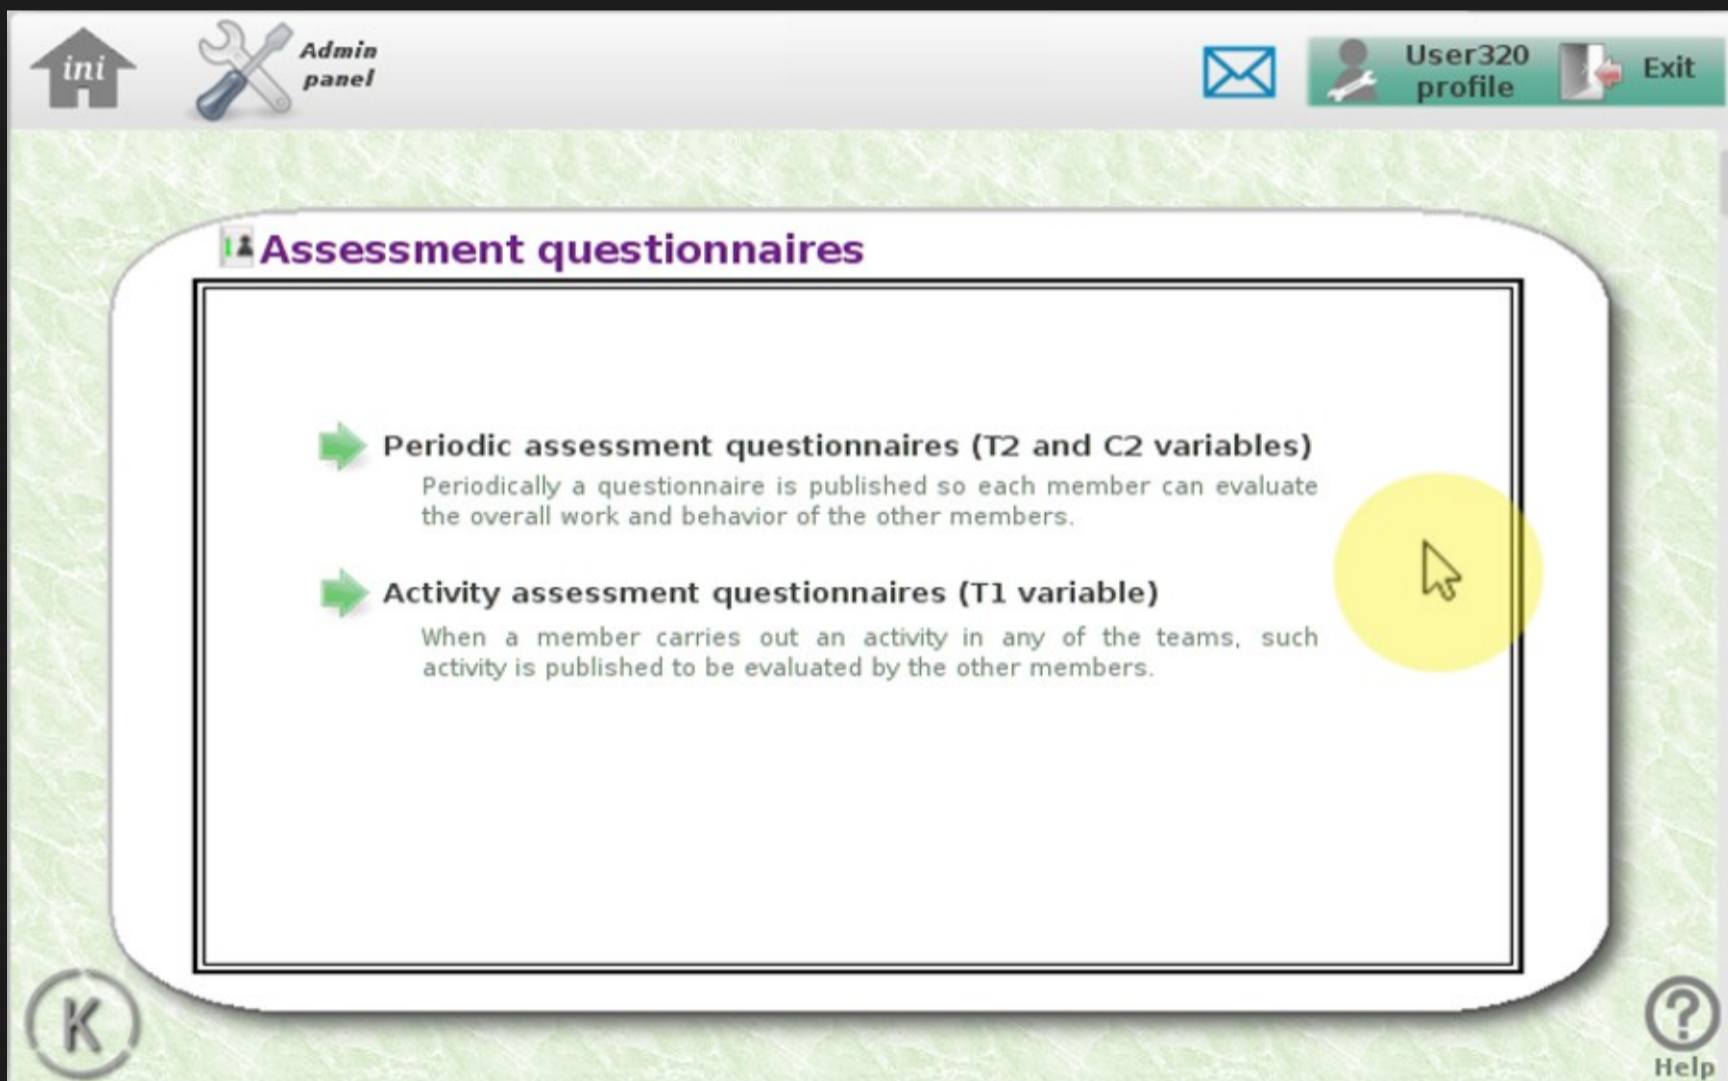 ini
Admin
panel
User320
profile
Exit
Assessment questionnaires
Periodic assessment questionnaires (T2 and C2 variables)
Periodically a questionnaire is published so each member can evaluate
the overall work and behavior of the other members.
Activity assessment questionnaires (T1 variable)
When a member carries out an activity in any of the teams, such
activity is published to be evaluated by the other members.
K
?
Help